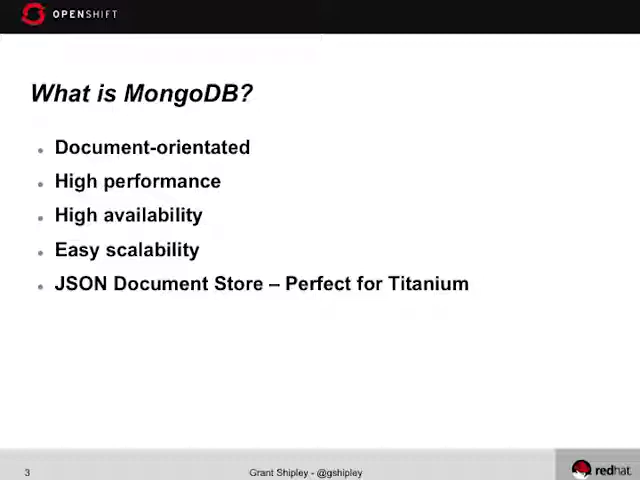 OPENSHIFT
What is MongoDB?
Document-orientated
High performance
High availability
Easy scalability
JSON Document Store – Perfect for Titanium
3
Grant Shipley - @gshipley
redhat.